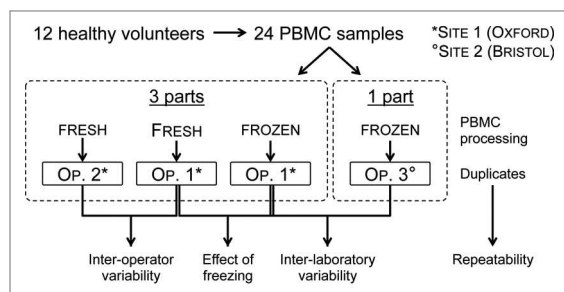 12 healthy volunteers → 24 PBMC samples
*SITE 1 (OXFORD)
°SITE 2 (BRISTOL)
3 parts
1 part
FRESH
FRESH
FROZEN
FROZEN
PBMC
processing
OP. 2*
OP. 1*
OP. 1*
OP. 3°
Duplicates
Inter-operator
variability
Effect of
freezing
Inter-laboratory
variability
Repeatability